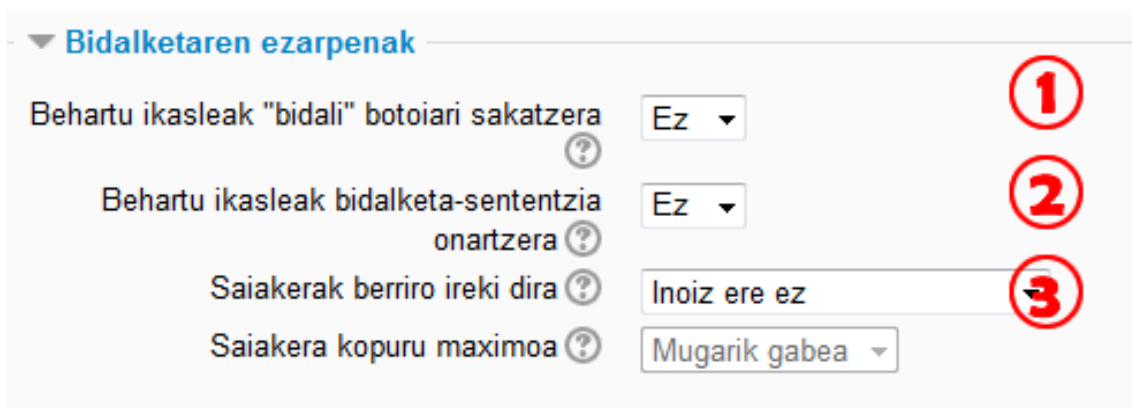 Bidalketaren ezarpenak
Behartu ikasleak "bidali" botoiari sakatzera Ez 1
Behartu ikasleak bidalketa-sententzia Ez 2
onartzera
Saiakerak berriro ireki dira Inoiz ere ez 3
Saiakera kopuru maximoa Mugarik gabea